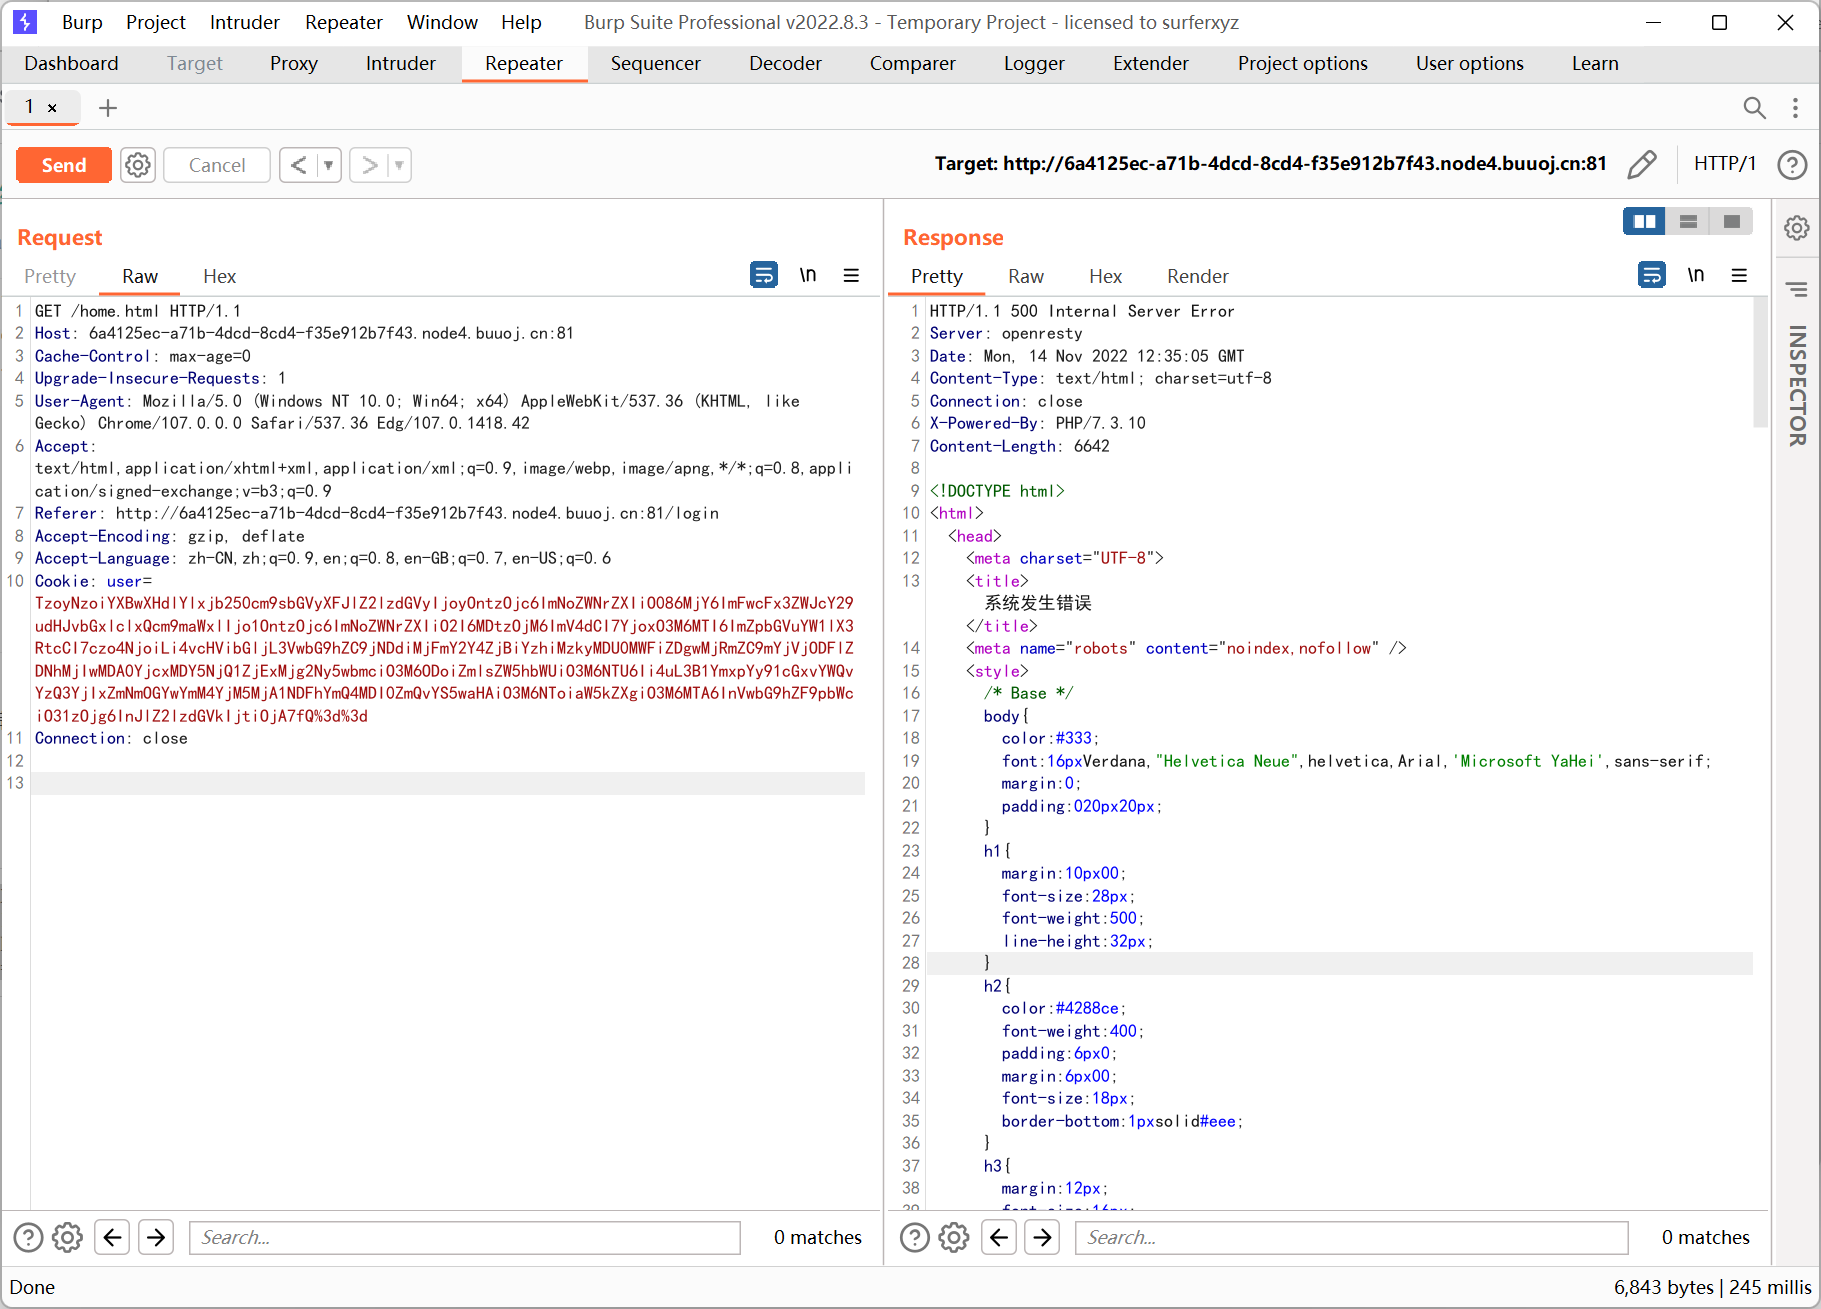 Burp Project Intruder Repeater Window Help Burp Suite Professional v2022.8.3 - Temporary Project - licensed to surferxyz
Dashboard Target Proxy Intruder Repeater Sequencer Decoder Comparer Logger Extender Project options User options Learn
1 ×
Send Cancel Target: http://6a4125ec-a71b-4dcd-8cd4-f35e912b7f43.node4.buuoj.cn:81 HTTP/1
Request
Pretty Raw Hex \n
1 GET /home.html HTTP/1.1
2 Host: 6a4125ec-a71b-4dcd-8cd4-f35e912b7f43.node4.buuoj.cn:81
3 Cache-Control: max-age=0
4 Upgrade-Insecure-Requests: 1
5 User-Agent: Mozilla/5.0 (Windows NT 10.0; Win64; x64) AppleWebKit/537.36 (KHTML, like
Gecko) Chrome/107.0.0.0 Safari/537.36 Edg/107.0.1418.42
6 Accept:
text/html,application/xhtml+xml,application/xml;q=0.9,image/webp,image/apng,*/*;q=0.8,appli
cation/signed-exchange;v=b3;q=0.9
7 Referer: http://6a4125ec-a71b-4dcd-8cd4-f35e912b7f43.node4.buuoj.cn:81/login
8 Accept-Encoding: gzip, deflate
9 Accept-Language: zh-CN,zh;q=0.9,en;q=0.8,en-GB;q=0.7,en-US;q=0.6
10 Cookie: user=
11 Connection: close
12
13
Search... 0 matches
Response
Pretty Raw Hex Render \n
1 HTTP/1.1 500 Internal Server Error
2 Server: openresty
3 Date: Mon, 14 Nov 2022 12:35:05 GMT
4 Content-Type: text/html; charset=utf-8
5 Connection: close
6 X-Powered-By: PHP/7.3.10
7 Content-Length: 6642
8
9 <!DOCTYPE html>
10 <html>
11 <head>
12 <meta charset="UTF-8">
13 <title>
系统发生错误
</title>
14 <meta name="robots" content="noindex,nofollow" />
15 <style>
16 /* Base */
17 body{
18 color:#333;
19 font:16pxVerdana,"Helvetica Neue",helvetica,Arial,'Microsoft YaHei',sans-serif;
20 margin:0;
21 padding:020px20px;
22 }
23 h1{
24 margin:10px00;
25 font-size:28px;
26 font-weight:500;
27 line-height:32px;
28 }
29 h2{
30 color:#4288ce;
31 font-weight:400;
32 padding:6px0;
33 margin:6px00;
34 font-size:18px;
35 border-bottom:1pxsolid#eee;
36 }
37 h3{
38 margin:12px;
Search... 0 matches
INSPECTOR
Done 6,843 bytes | 245 millis